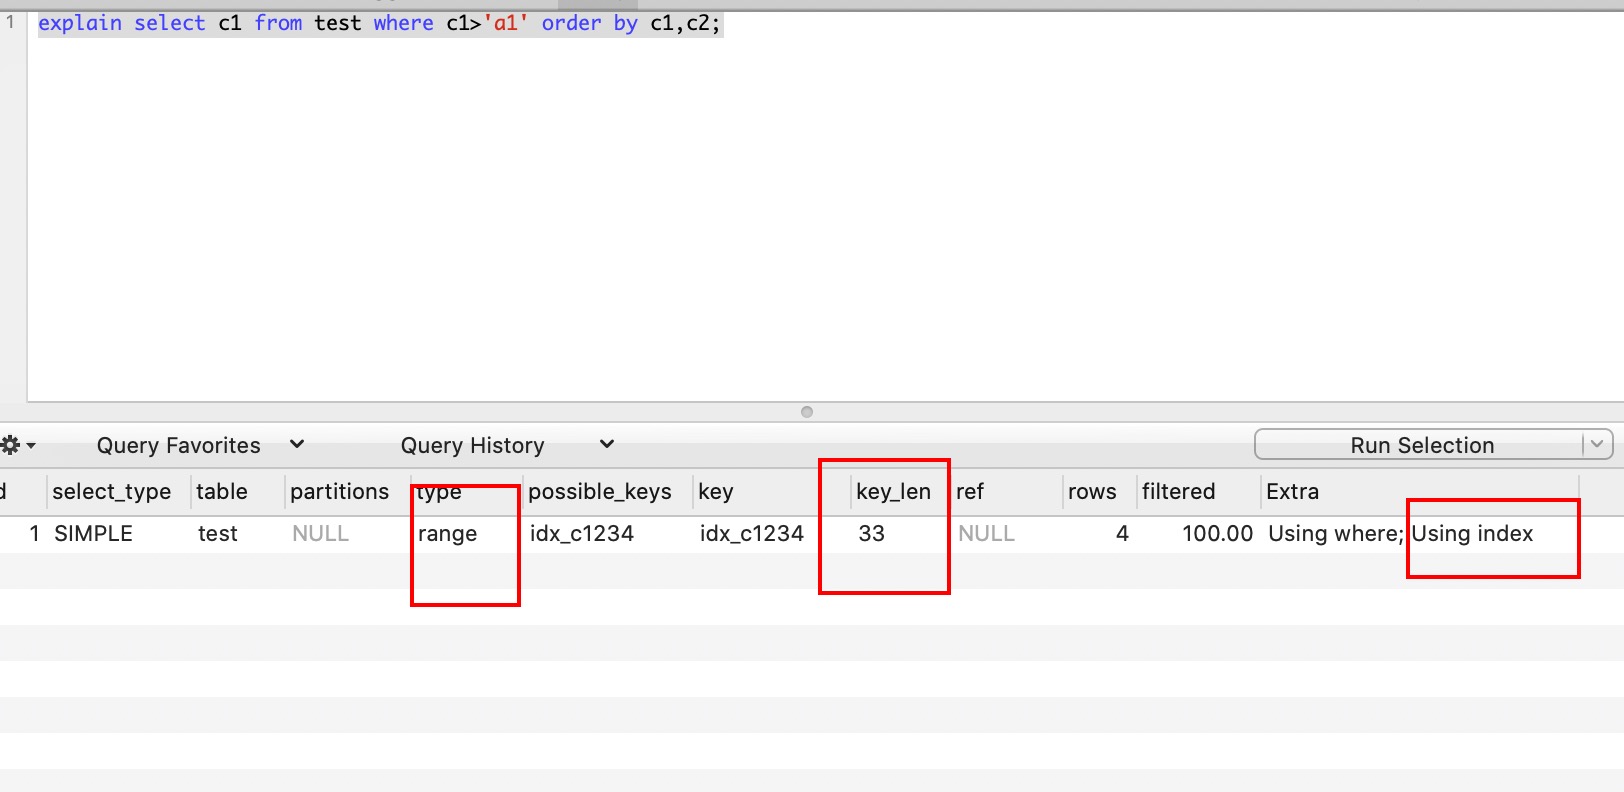 1 explain select c1 from test where c1>'a1' order by c1,c2;
Query Favorites Query History Run Selection
d select_type table partitions type possible_keys key key_len ref rows filtered Extra
1 SIMPLE test NULL range idx_c1234 idx_c1234 33 NULL 4 100.00 Using where; Using index